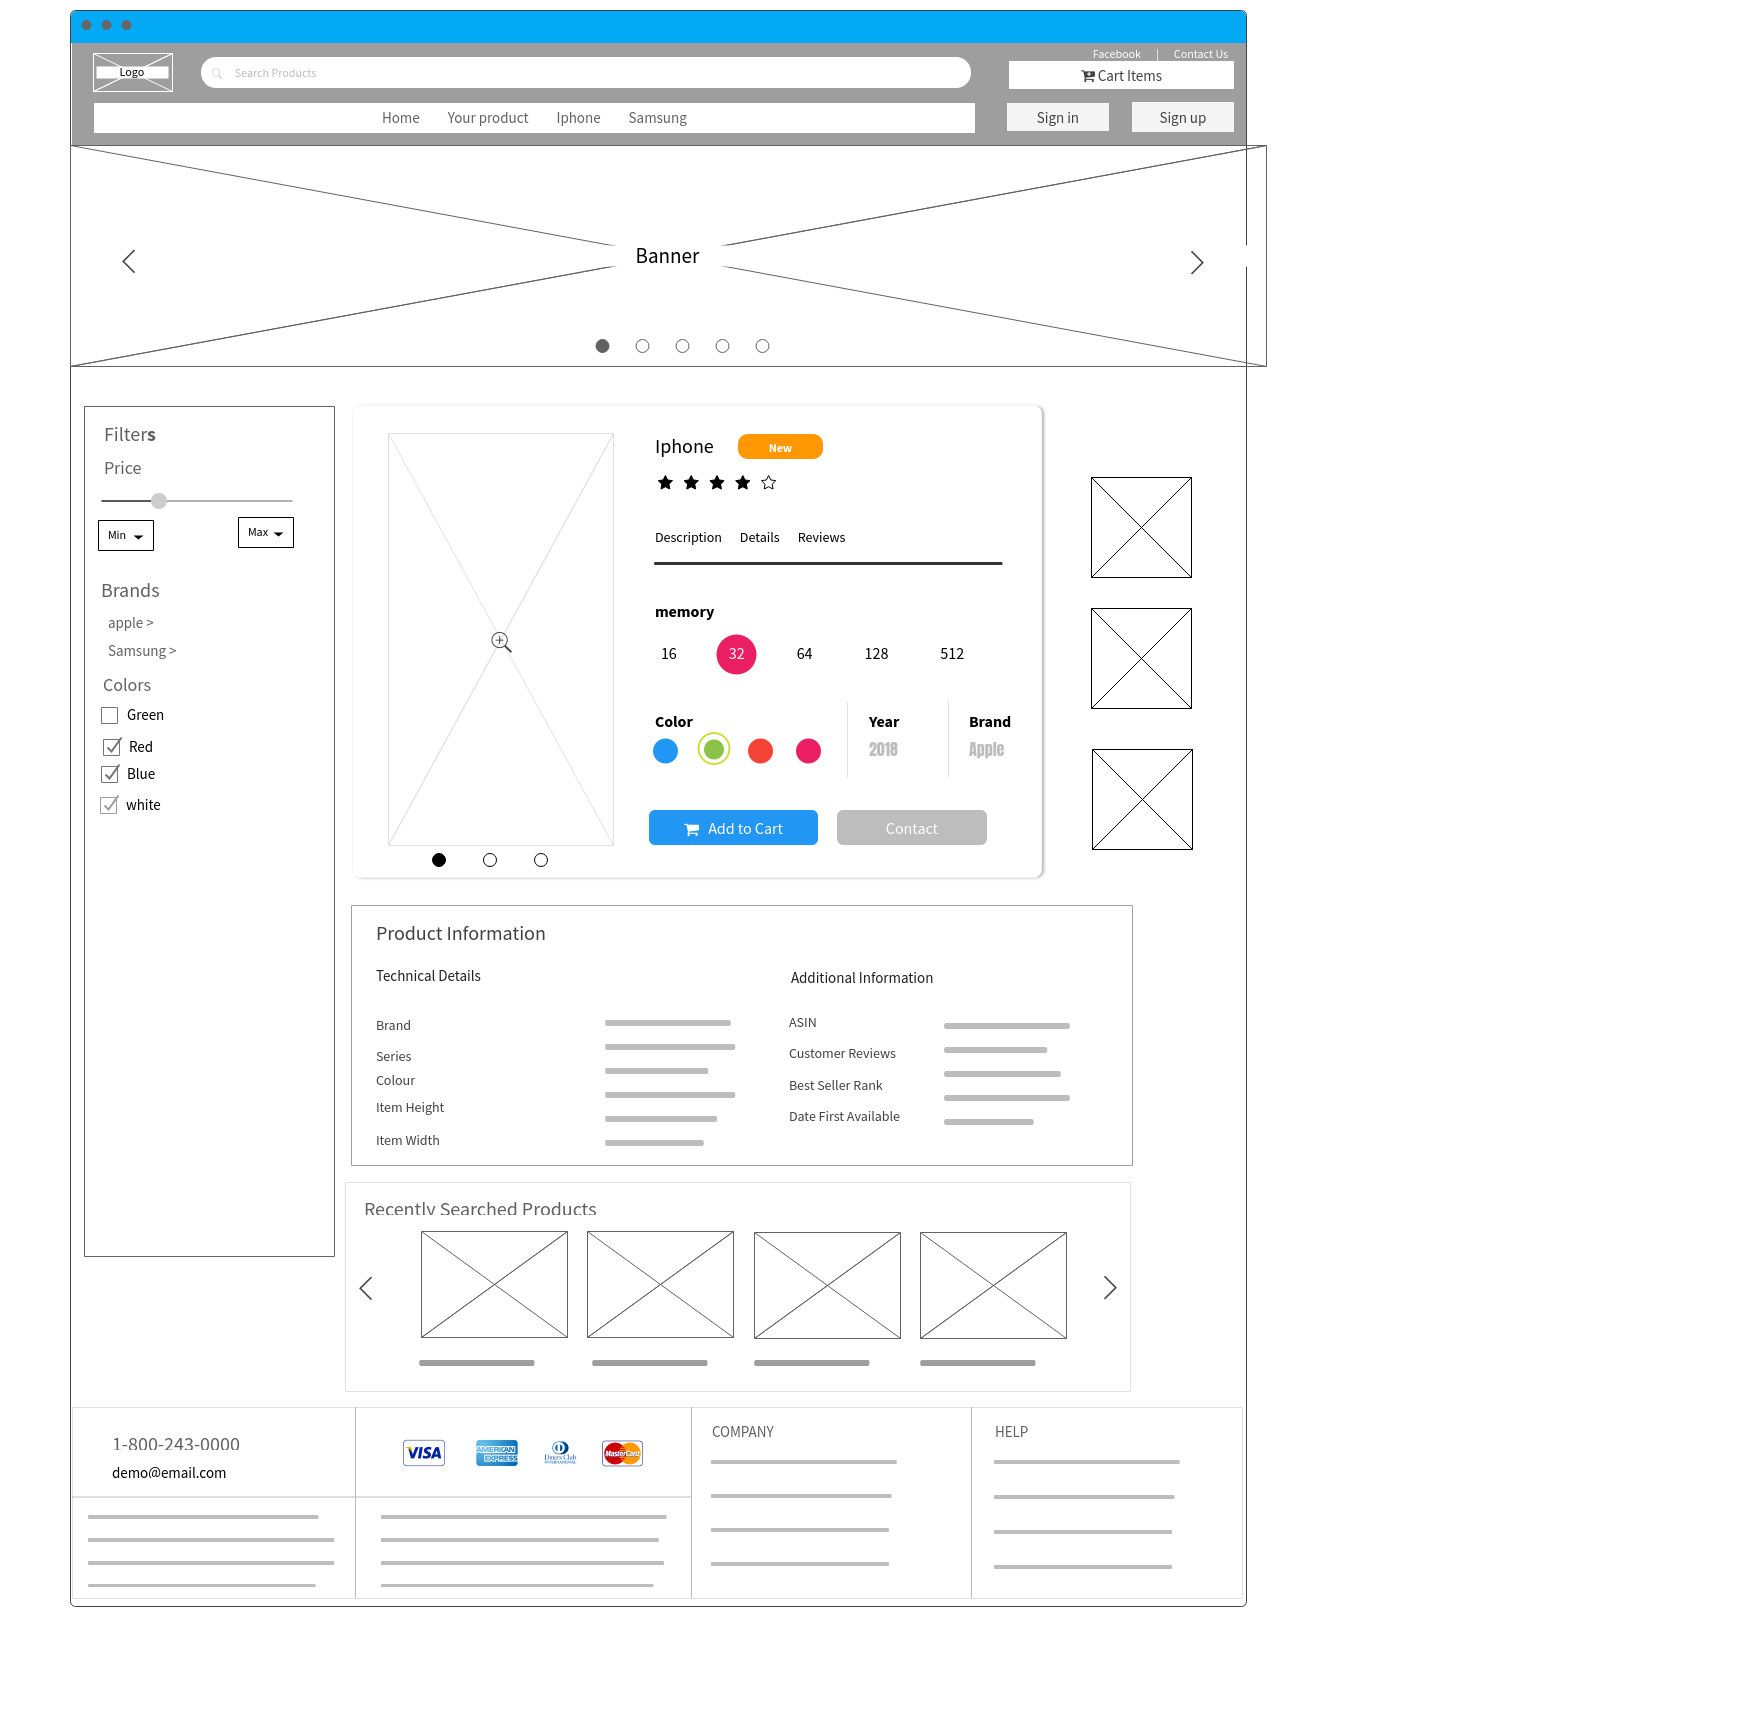 Facebook | Contact Us
Logo
Search Products
Cart Items
Home Your product Iphone Samsung
Sign in Sign up
Banner
Filters
Price
Min Max
Brands
apple >
Samsung >
Colors
Green
Red
Blue
white
Iphone New
Description Details Reviews
memory
16 32 64 128 512
Color Year Brand
2018 Apple
Add to Cart Contact
Product Information
Technical Details
Brand
Series
Colour
Item Height
Item Width
Additional Information
ASIN
Customer Reviews
Best Seller Rank
Date First Available
Recently Searched Products
1-800-243-0000
demo@email.com
VISA
AMERICAN EXPRESS
Diners Club
INTERNATIONAL
MasterCard
COMPANY
HELP